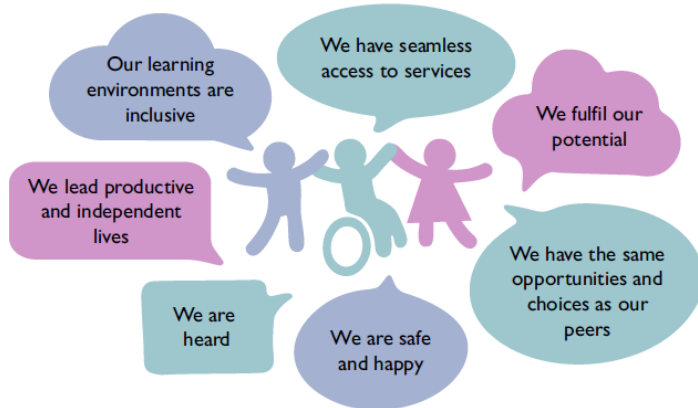 Our learning
environments are
inclusive
We have seamless
access to services
We fulfil our
potential
We lead productive
and independent
lives
We have the same
opportunities and
choices as our
peers
We are
heard
We are safe
and happy